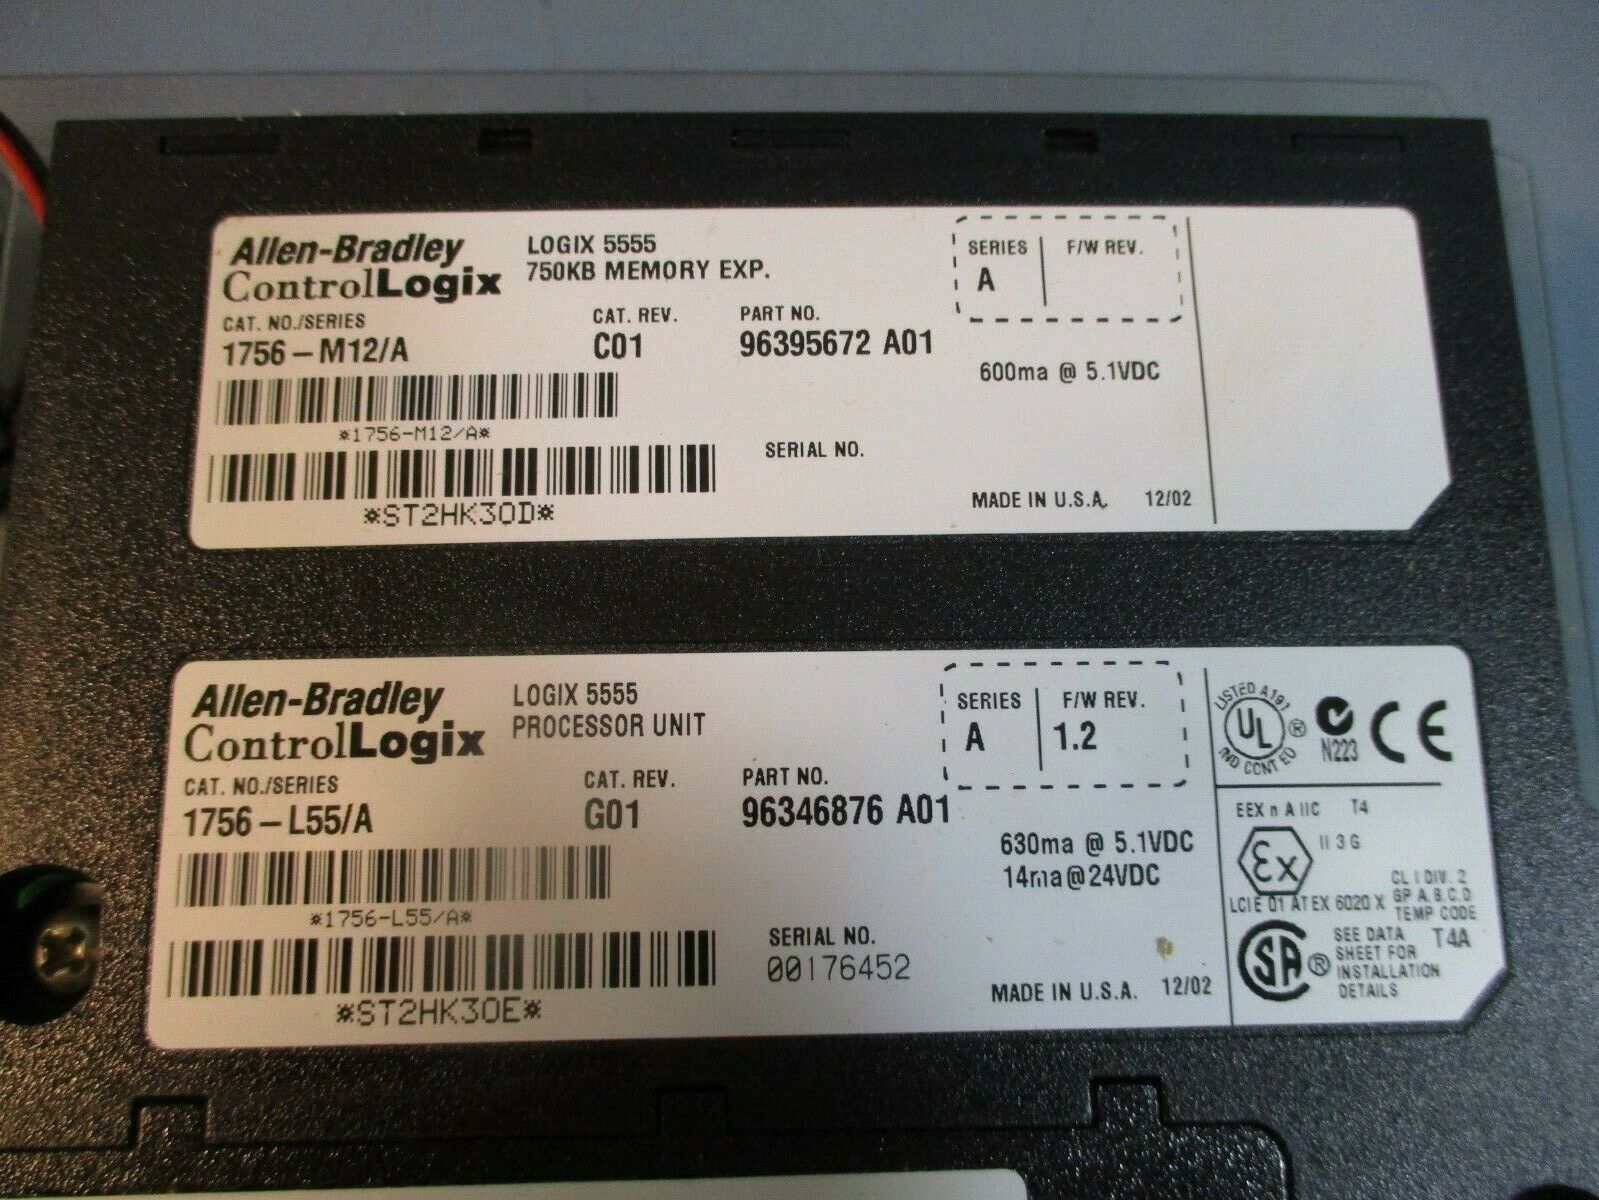 Allen-Bradley
ControlLogix
LOGIX 5555
750KB MEMORY EXP.
SERIES
A
F/W REV.
CAT. NO./SERIES
1756-M12/A
CAT. REV.
C01
PART NO.
96395672 A01
600ma @ 5.1VDC
*1756-M12/A*
SERIAL NO.
*ST2HK30D*
MADE IN U.S.A. 12/02
Allen-Bradley
ControlLogix
LOGIX 5555
PROCESSOR UNIT
SERIES
A
F/W REV.
1.2
LISTED A197
UL ®
IND CONT EQ
N223
CE
CAT. NO./SERIES
1756-L55/A
CAT. REV.
G01
PART NO.
96346876 A01
630ma @ 5.1VDC
14ma@24VDC
EEX n A IIC T4
Ex
II 3 G
LCIE 01 ATEX 6020 X
CL I DIV. 2
GP A,B,C,D
TEMP CODE
T4A
*1756-L55/A*
SERIAL NO.
00176452
*ST2HK30E*
MADE IN U.S.A. 12/02
SA ®
SEE DATA
SHEET FOR
INSTALLATION
DETAILS